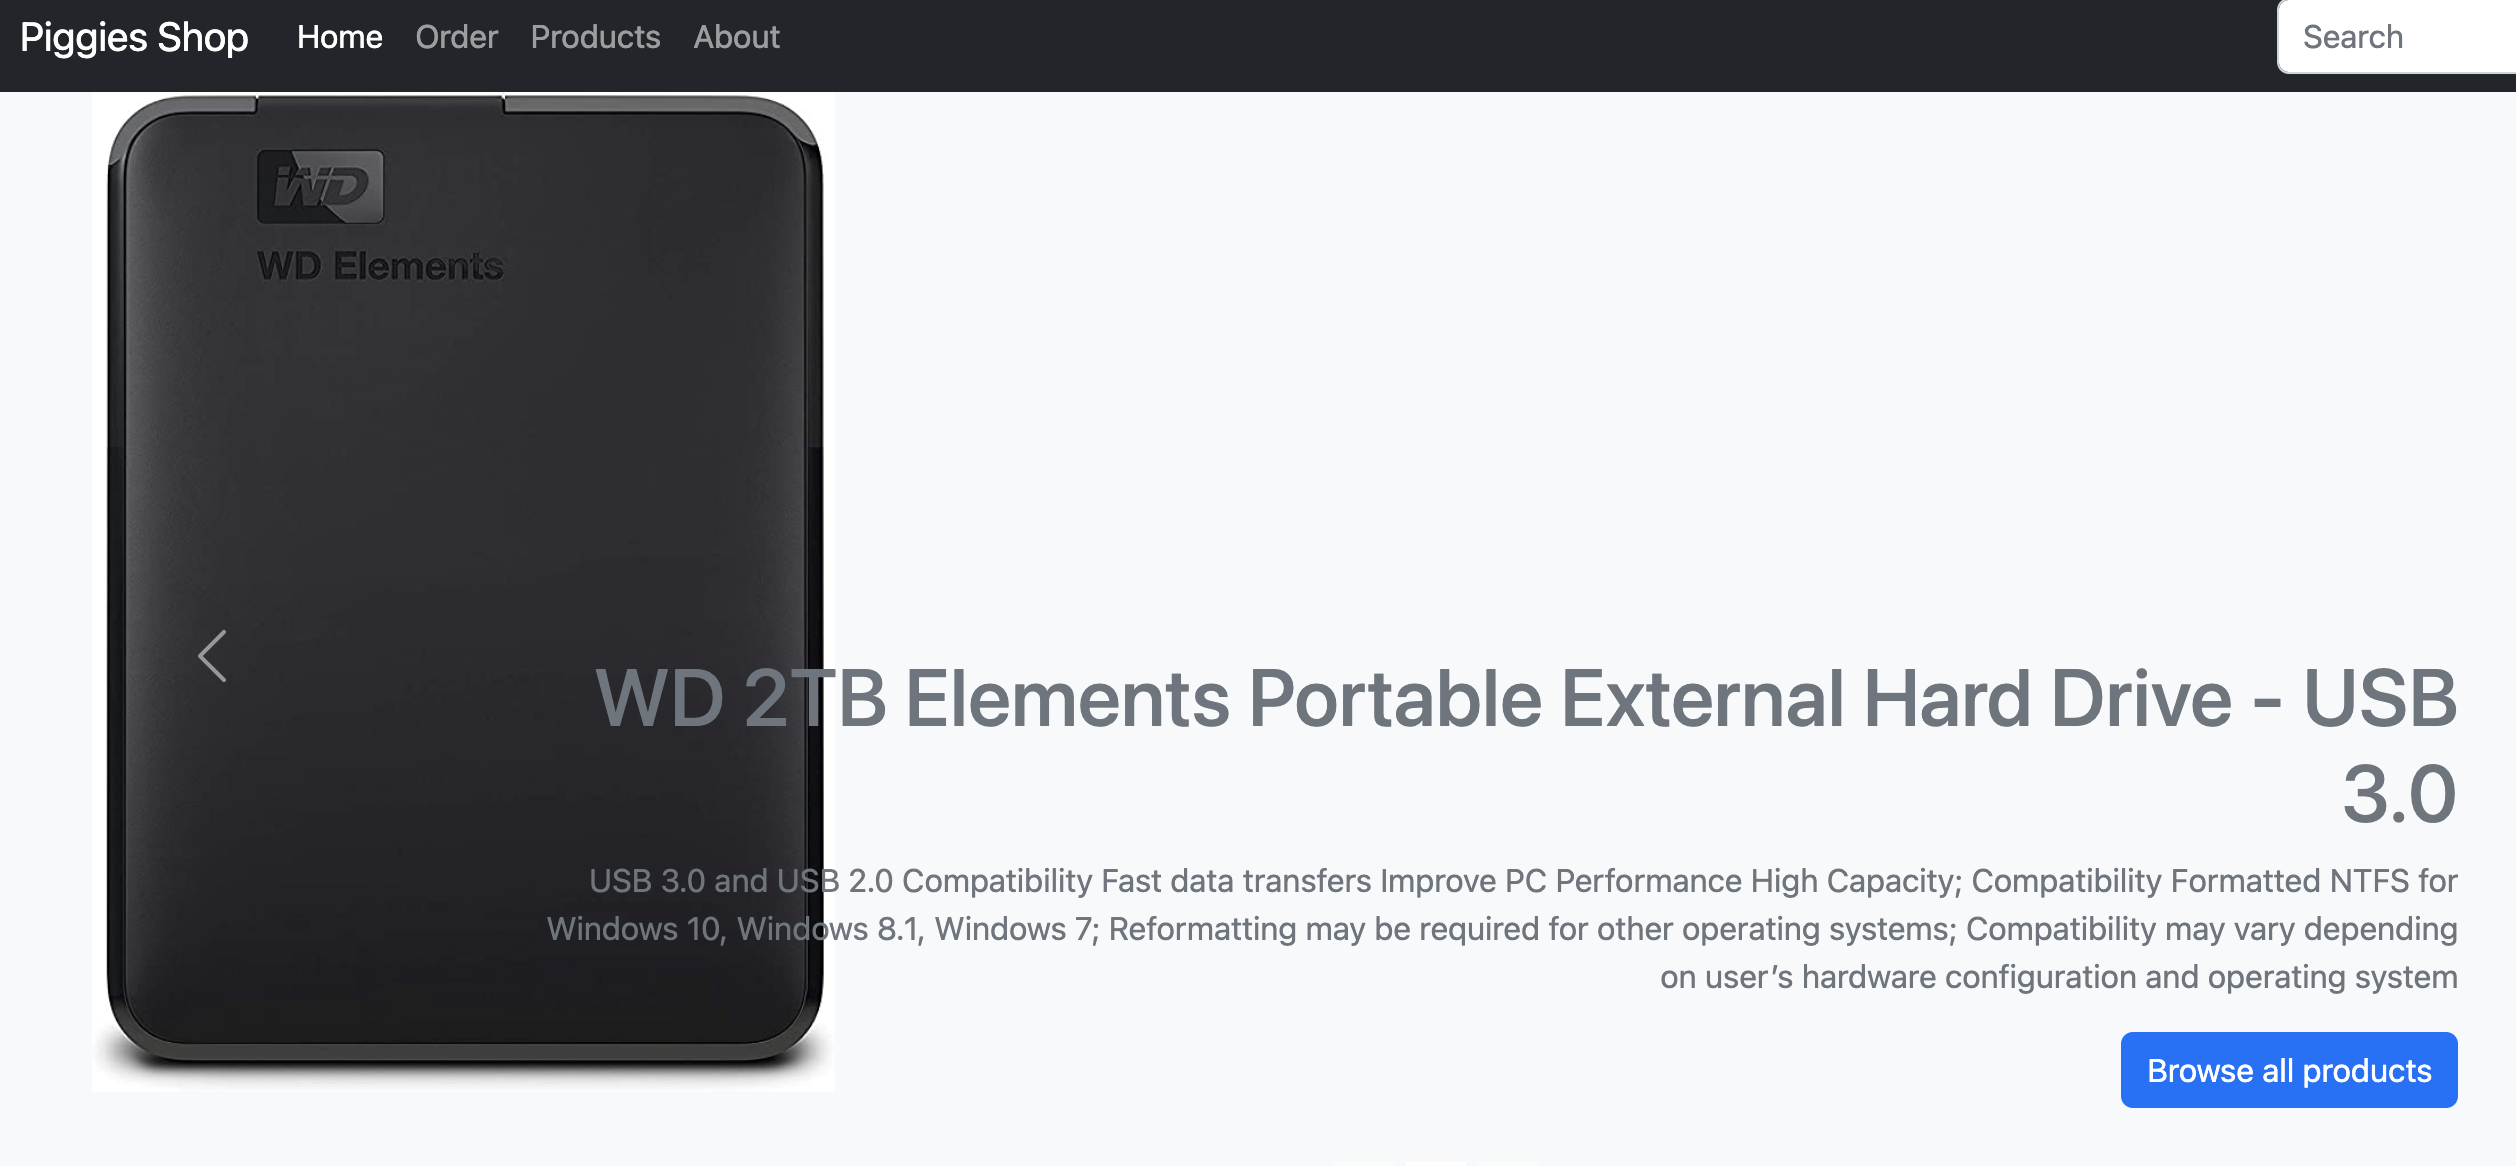 Piggies Shop Home Order Products About Search
WD
WD Elements
WD 2TB Elements Portable External Hard Drive - USB
3.0
USB 3.0 and USB 2.0 Compatibility Fast data transfers Improve PC Performance High Capacity; Compatibility Formatted NTFS for
Windows 10, Windows 8.1, Windows 7; Reformatting may be required for other operating systems; Compatibility may vary depending
on user’s hardware configuration and operating system
Browse all products